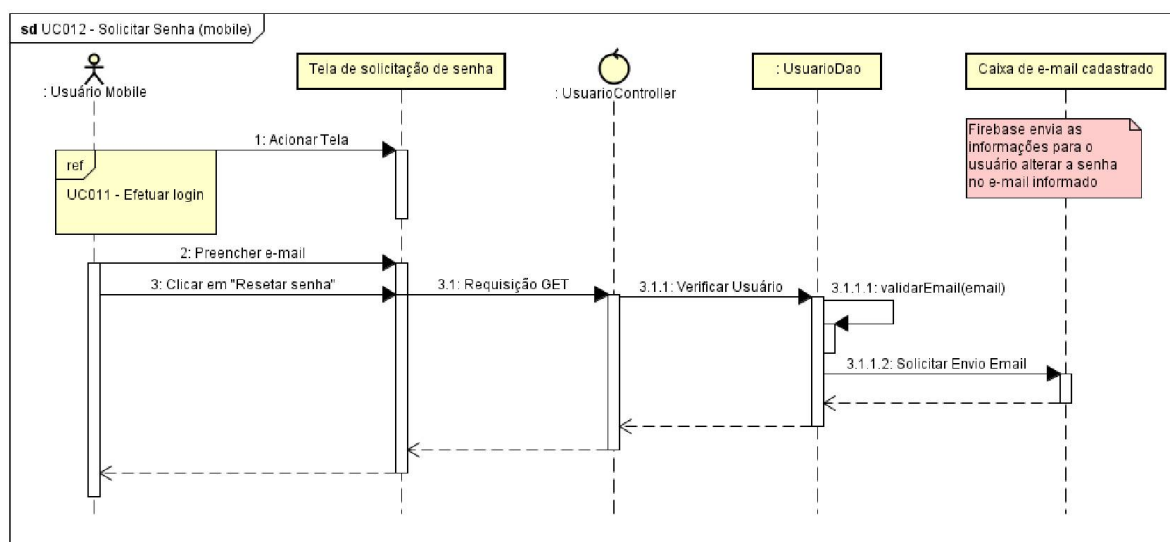 sd UC012 - Solicitar Senha (mobile)
: Usuário Mobile
Tela de solicitação de senha
: UsuarioController
: UsuarioDao
Caixa de e-mail cadastrado
Firebase envia as
informações para o
usuário alterar a senha
no e-mail informado
1: Acionar Tela
ref
UC011 - Efetuar login
2: Preencher e-mail
3: Clicar em "Resetar senha"
3.1: Requisição GET
3.1.1: Verificar Usuário
3.1.1.1: validarEmail(email)
3.1.1.2: Solicitar Envio Email